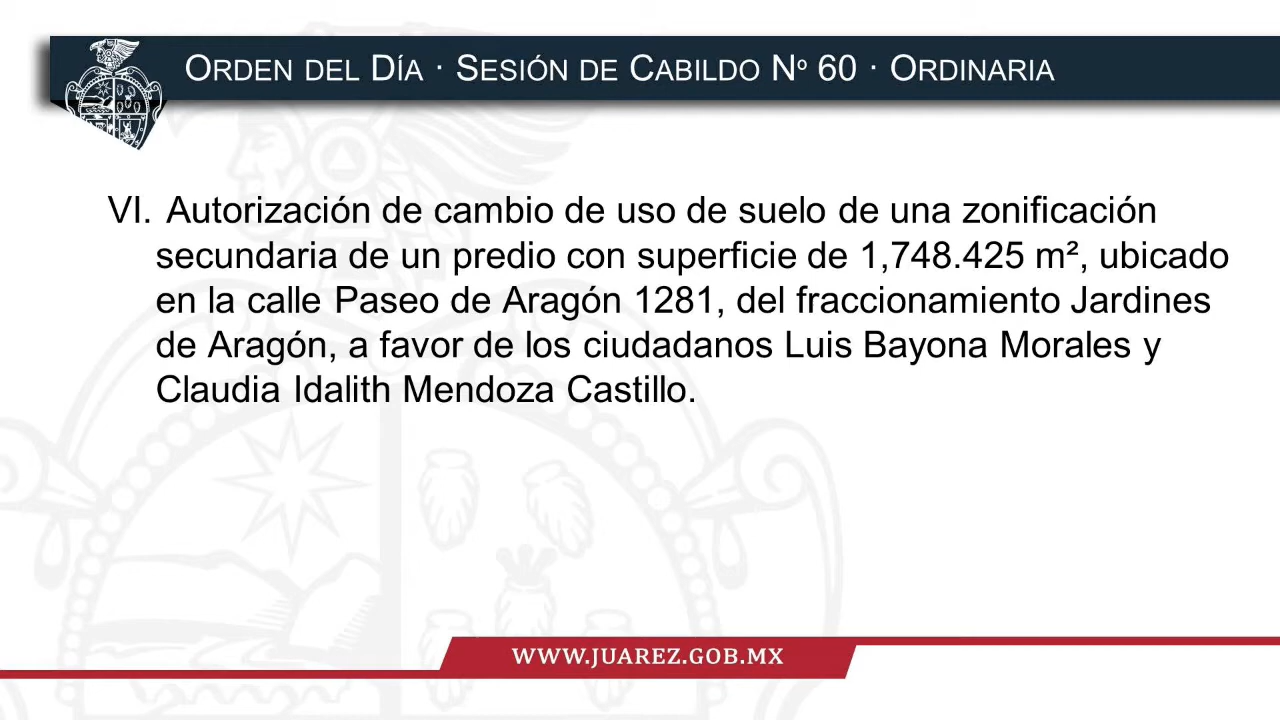 ORDEN DEL DÍA · SESIÓN DE CABILDO Nº 60 · ORDINARIA
VI. Autorización de cambio de uso de suelo de una zonificación
secundaria de un predio con superficie de 1,748.425 m², ubicado
en la calle Paseo de Aragón 1281, del fraccionamiento Jardines
de Aragón, a favor de los ciudadanos Luis Bayona Morales y
Claudia Idalith Mendoza Castillo.
WWW.JUAREZ.GOB.MX